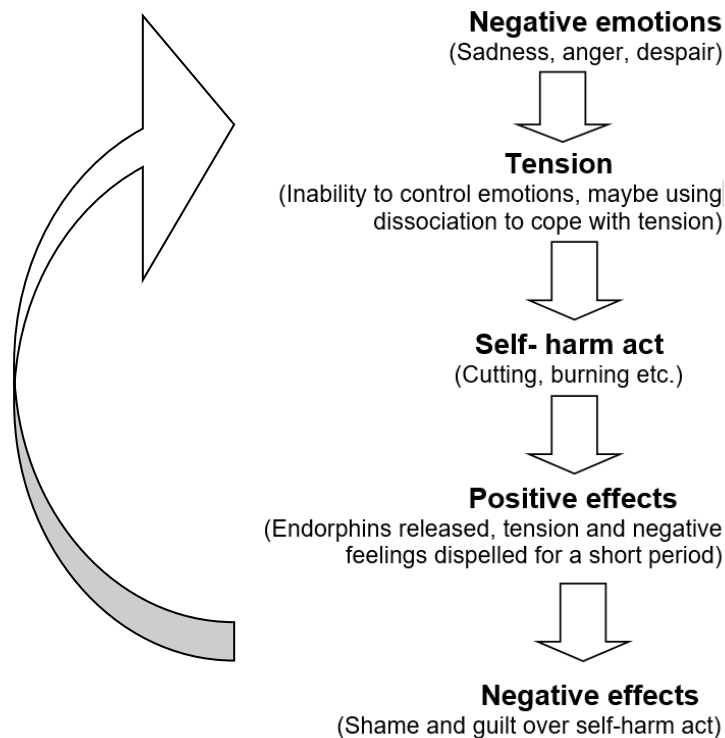 Negative emotions
(Sadness, anger, despair)
Tension
(Inability to control emotions, maybe using
dissociation to cope with tension)
Self- harm act
(Cutting, burning etc.)
Positive effects
(Endorphins released, tension and negative
feelings dispelled for a short period)
Negative effects
(Shame and guilt over self-harm act)